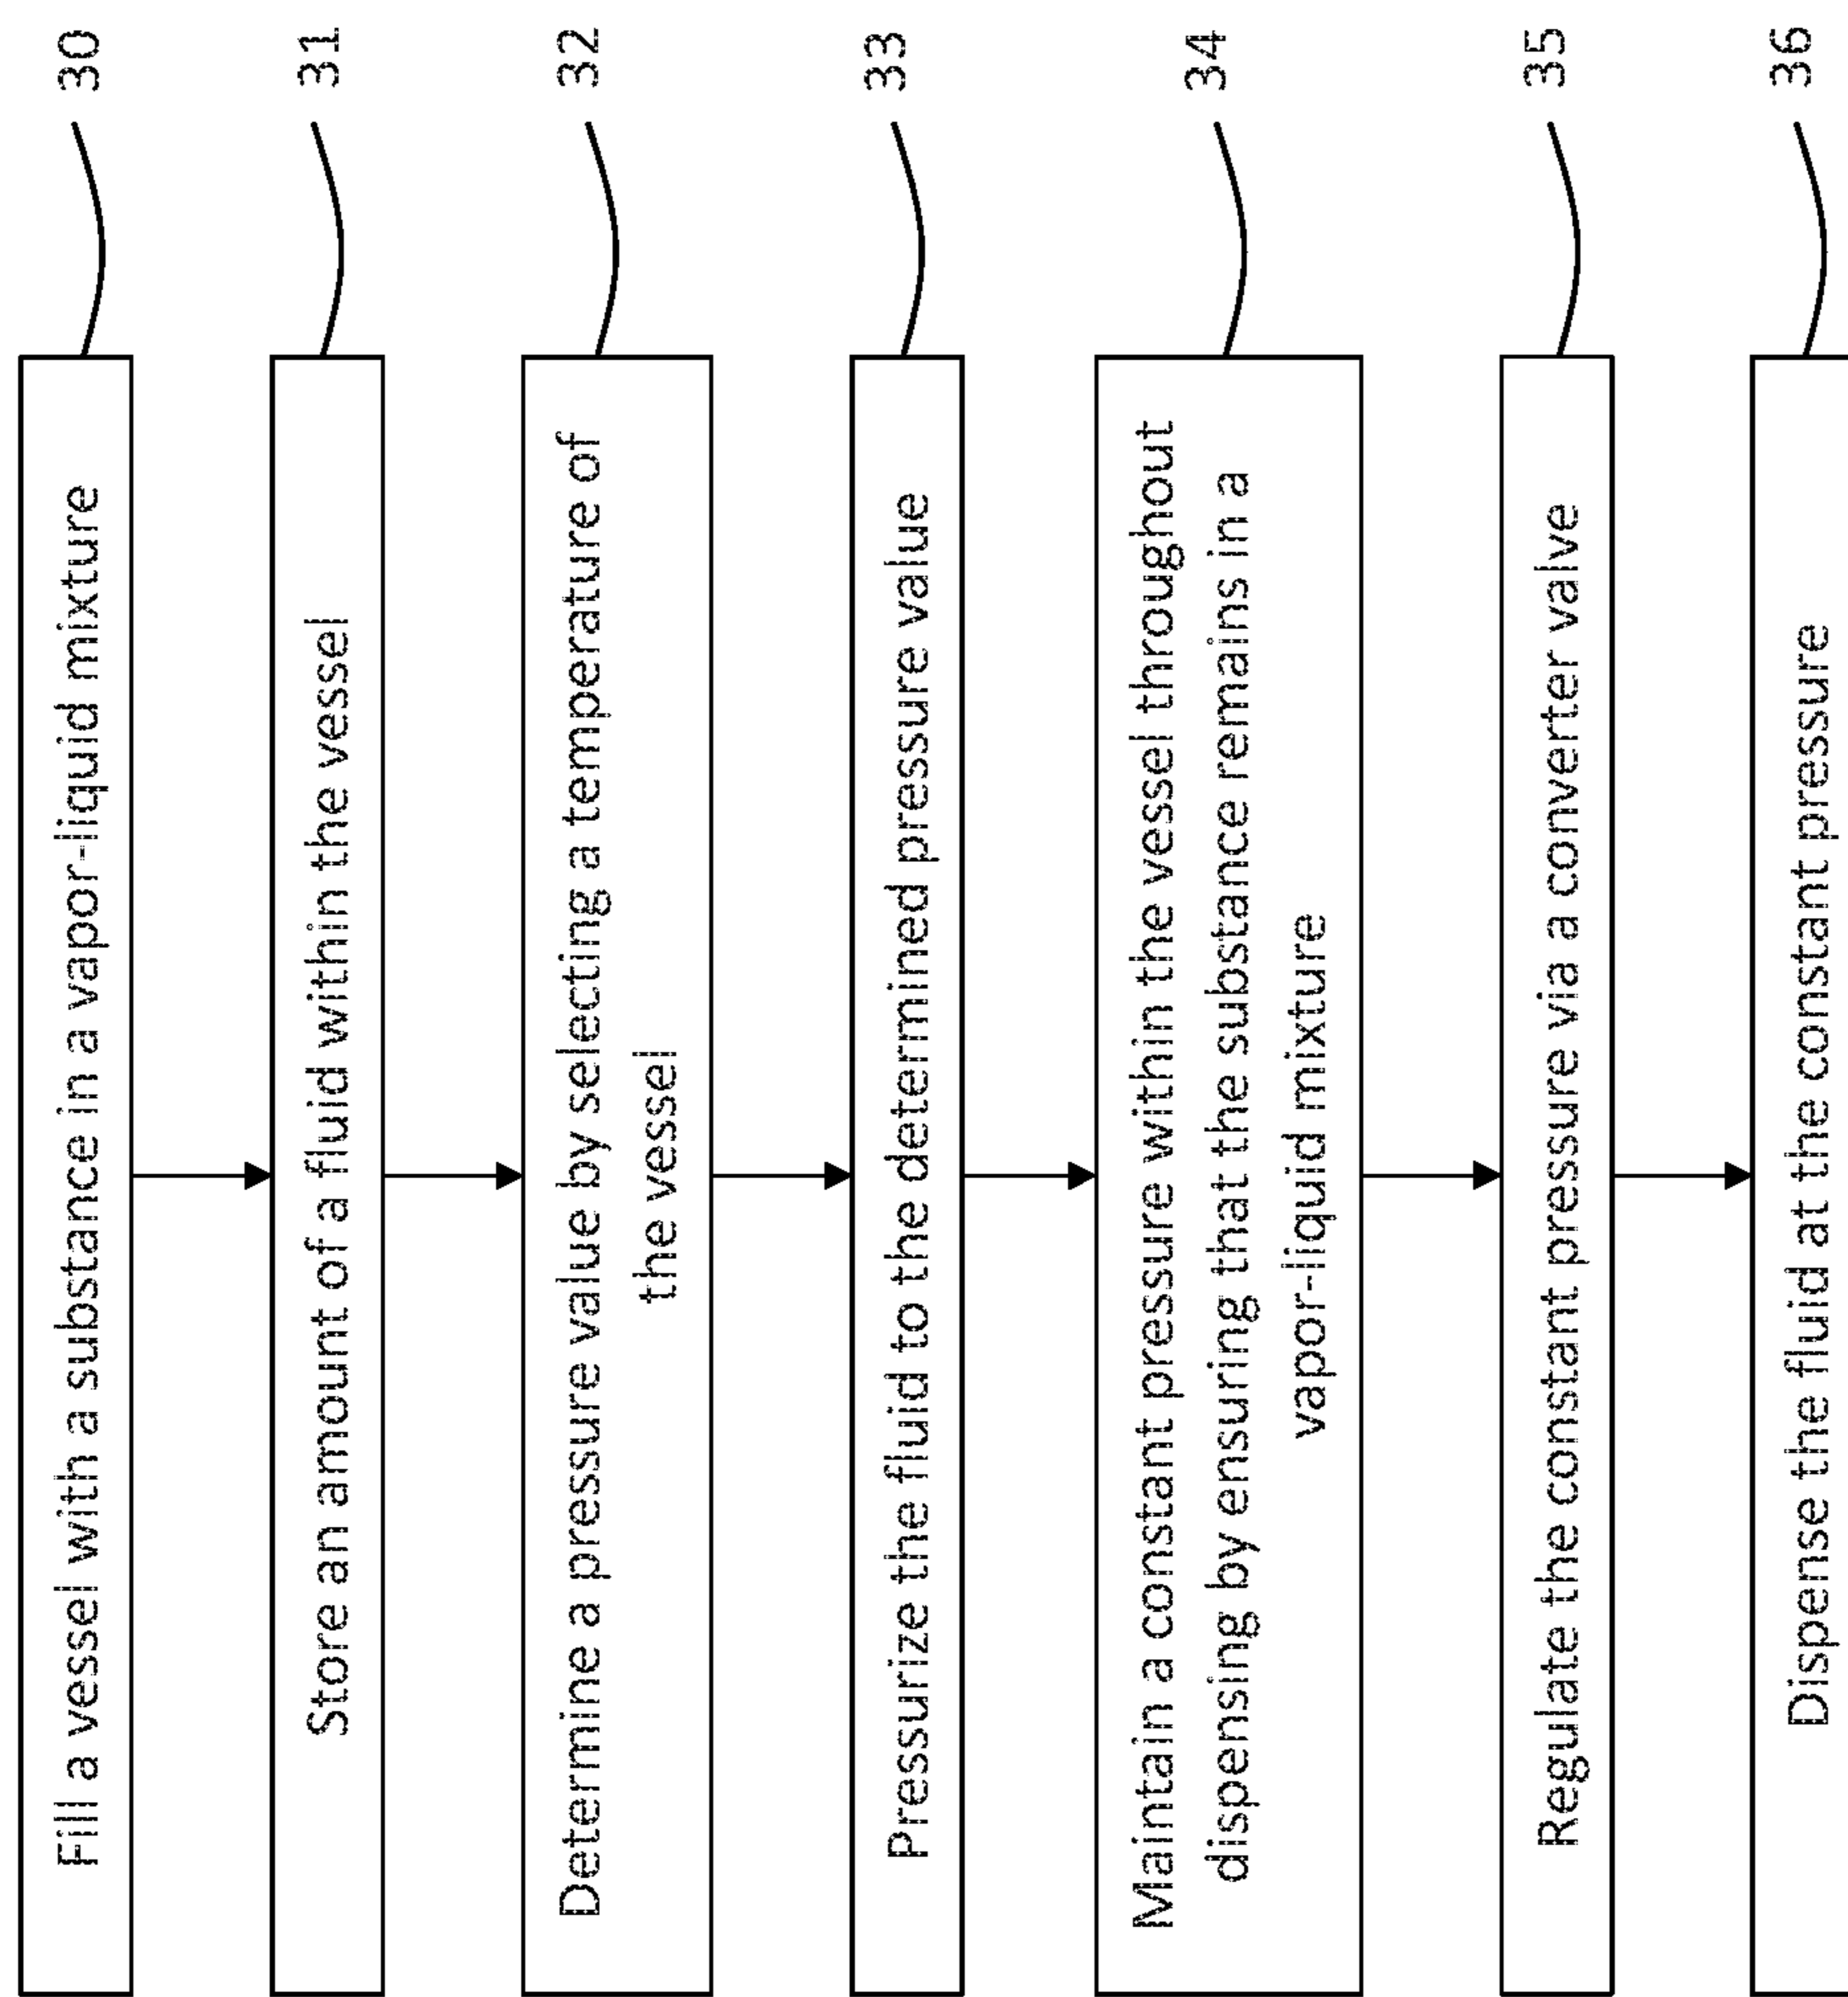 Fill a vessel with a substance in a vapor-liquid mixture
30
Store an amount of a fluid within the vessel
31
Determine a pressure value by selecting a temperature of
the vessel
32
Pressurize the fluid to the determined pressure value
33
Maintain a constant pressure within the vessel throughout
dispensing by ensuring that the substance remains in a
vapor-liquid mixture
34
Regulate the constant pressure via a converter valve
35
Dispense the fluid at the constant pressure
36